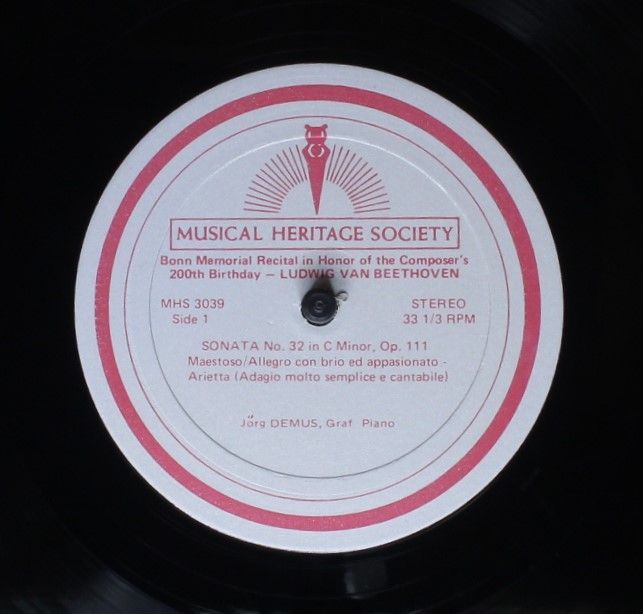 MUSICAL HERITAGE SOCIETY
Bonn Memorial Recital in Honor of the Composer's
200th Birthday – LUDWIG VAN BEETHOVEN
MHS 3039 STEREO
Side 1 33 1/3 RPM
SONATA No. 32 in C Minor, Op. 111
Maestoso/Allegro con brio ed appasionato -
Arietta (Adagio molto semplice e cantabile)
Jörg DEMUS, Graf Piano